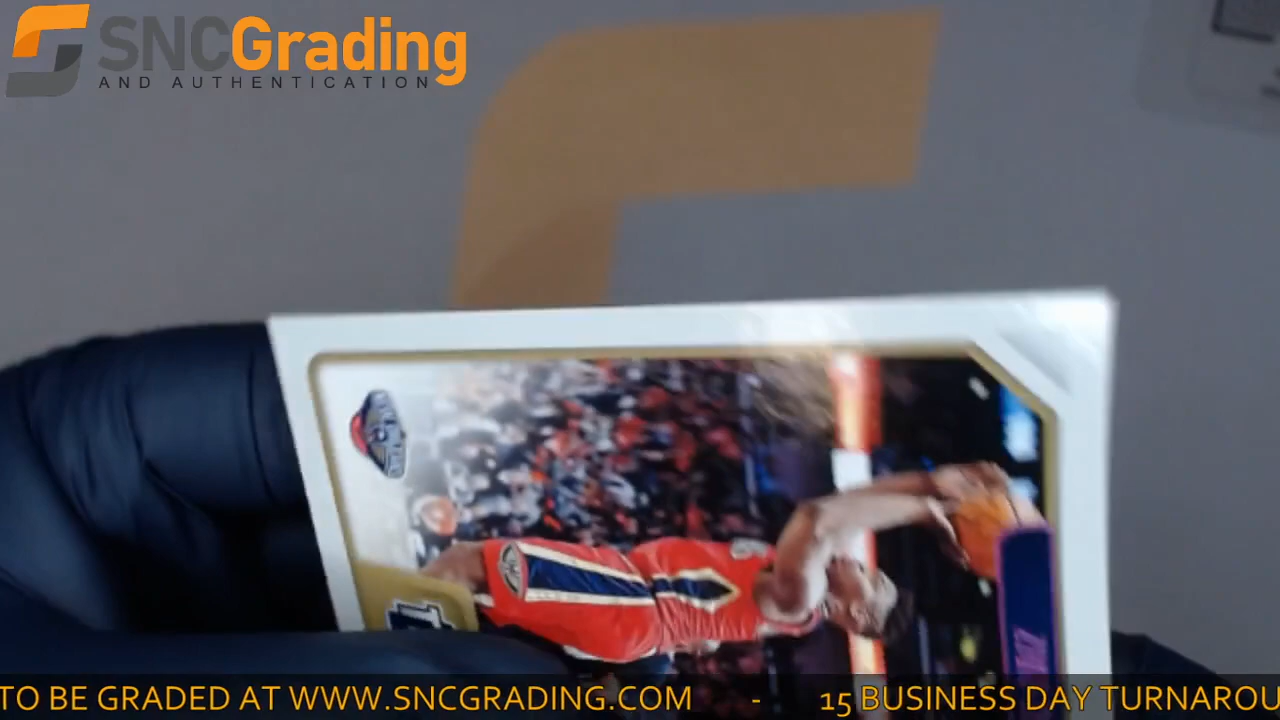 SNCGrading
AND AUTHENTICATION
TO BE GRADED AT WWW.SNCGRADING.COM - 15 BUSINESS DAY TURNAROU